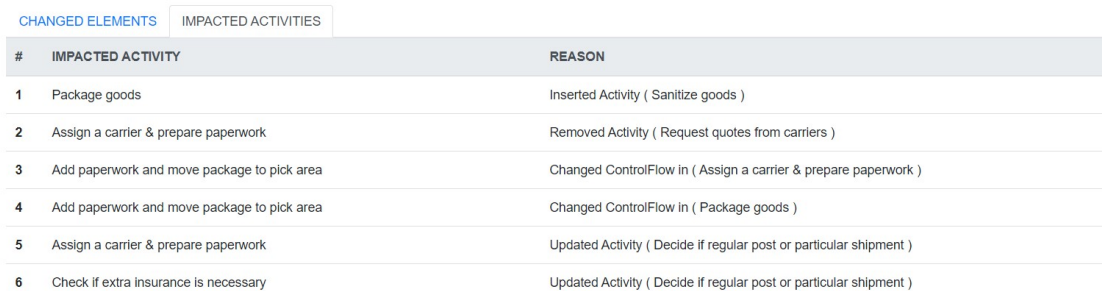 CHANGED ELEMENTS IMPACTED ACTIVITIES
# IMPACTED ACTIVITY REASON
1 Package goods Inserted Activity ( Sanitize goods )
2 Assign a carrier & prepare paperwork Removed Activity ( Request quotes from carriers )
3 Add paperwork and move package to pick area Changed ControlFlow in ( Assign a carrier & prepare paperwork )
4 Add paperwork and move package to pick area Changed ControlFlow in ( Package goods )
5 Assign a carrier & prepare paperwork Updated Activity ( Decide if regular post or particular shipment )
6 Check if extra insurance is necessary Updated Activity ( Decide if regular post or particular shipment )